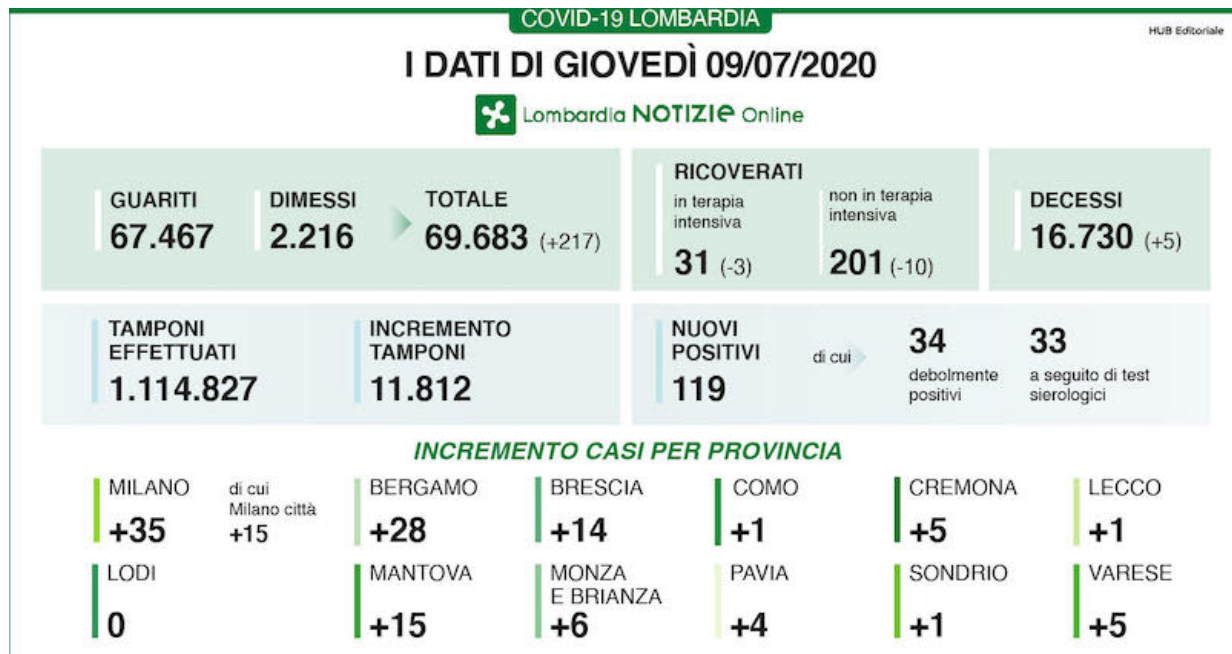 COVID-19 LOMBARDIA
HUB Editoriale
I DATI DI GIOVEDÌ 09/07/2020
Lombardia NOTIZIE Online
GUARITI
67.467
DIMESSI
2.216
TOTALE
69.683 (+217)
RICOVERATI
in terapia
intensiva
31 (-3)
non in terapia
intensiva
201 (-10)
DECESSI
16.730 (+5)
TAMPONI
EFFETTUATI
1.114.827
INCREMENTO
TAMPONI
11.812
NUOVI
POSITIVI
119
di cui
34
debolmente
positivi
33
a seguito di test
sierologici
INCREMENTO CASI PER PROVINCIA
MILANO
+35
di cui
Milano città
+15
BERGAMO
+28
BRESCIA
+14
COMO
+1
CREMONA
+5
LECCO
+1
LODI
0
MANTOVA
+15
MONZA
E BRIANZA
+6
PAVIA
+4
SONDRIO
+1
VARESE
+5